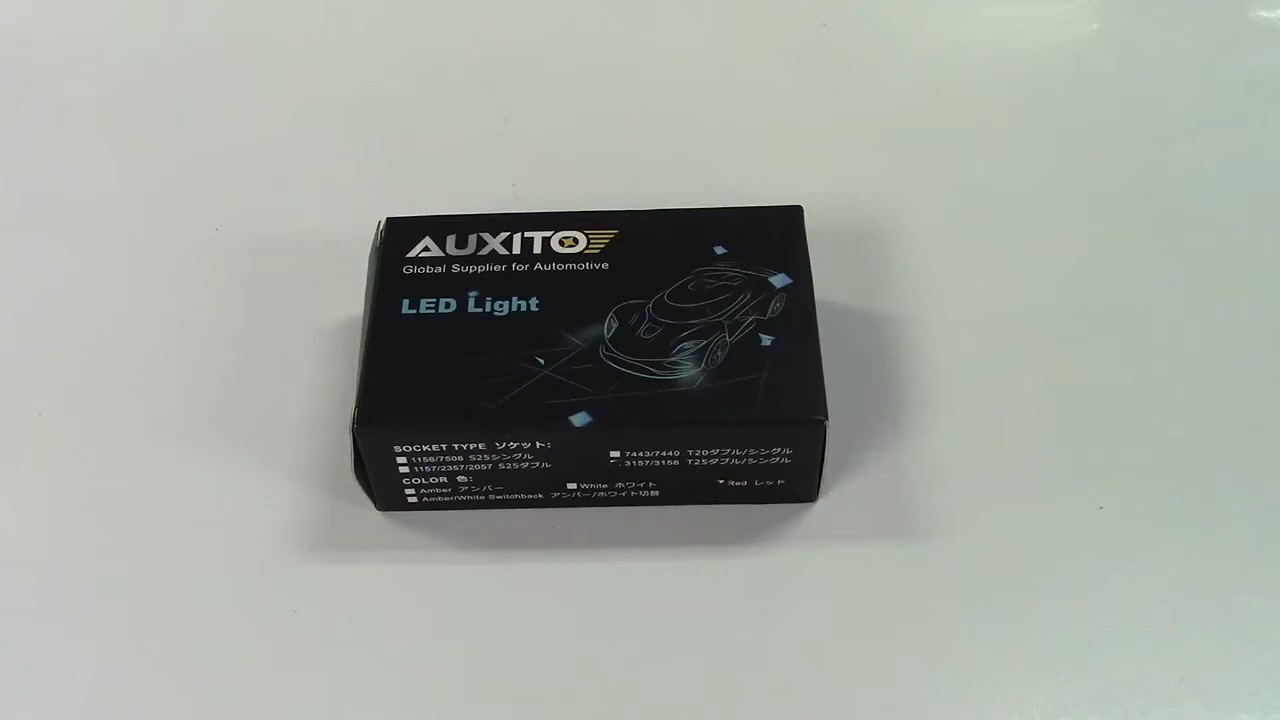 AUXITO
Global Supplier for Automotive
LED Light
SOCKET TYPE ソケット:
1156/7506 S25シングル
7443/7440 T20ダブル/シングル
1157/2357/2057 S25ダブル
3157/3156 T25ダブル/シングル
COLOR 色:
Amber アンバー
White ホワイト
Red レッド
Amber/White Switchback アンバー/ホワイト切替